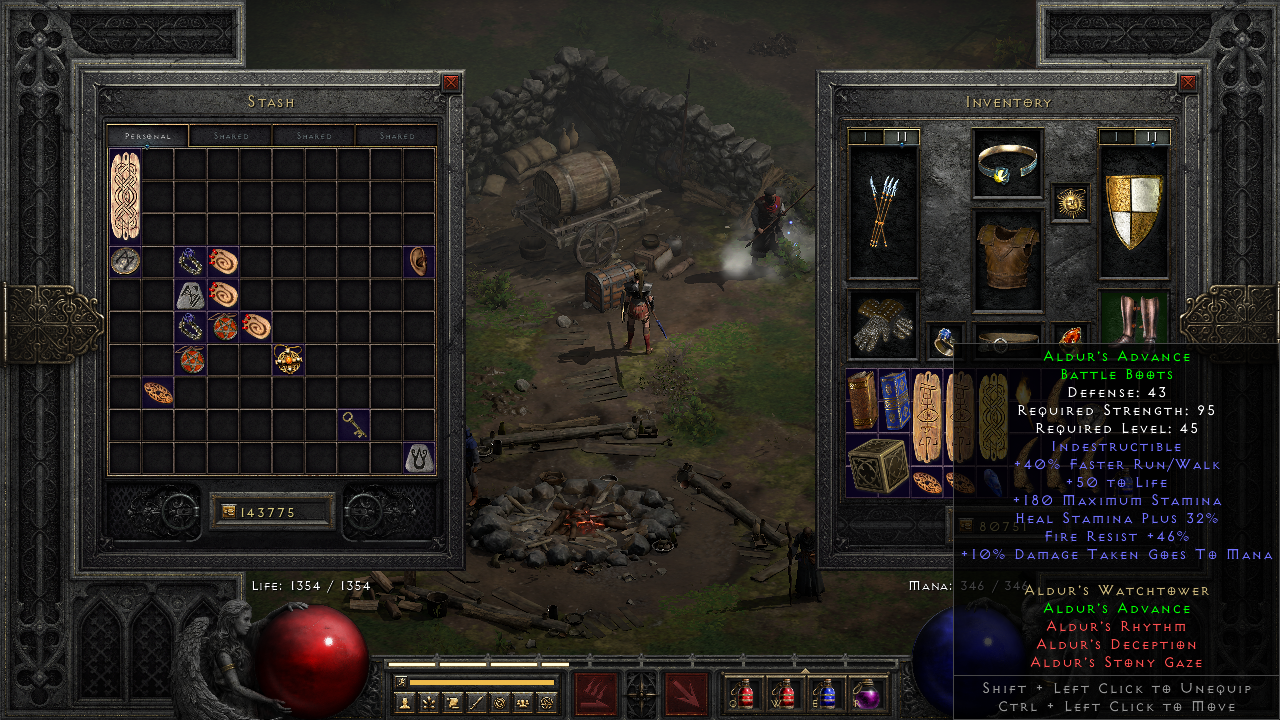 Stash
Personal
Shared
Shared
Shared
143775
Life: 1354 / 1354
Inventory
I
II
I
II
Aldur's Advance
Battle Boots
Defense: 43
Required Strength: 95
Required Level: 45
Indestructible
+40% Faster Run/Walk
+50 to Life
+180 Maximum Stamina
Heal Stamina Plus 32%
Fire Resist +46%
+10% Damage Taken Goes To Mana
Aldur's Watchtower
Aldur's Advance
Aldur's Rhythm
Aldur's Deception
Aldur's Stony Gaze
Shift + Left Click to Unequip
Ctrl + Left Click to Move
Mana: 346 / 346
Q
W
E
R